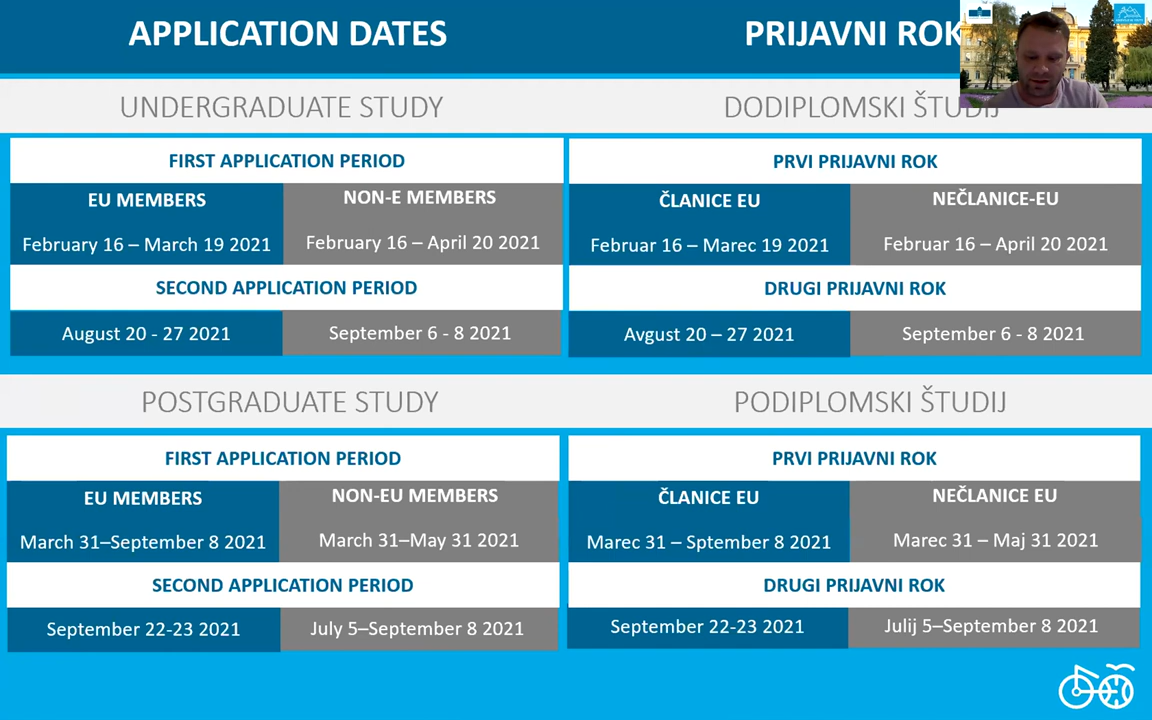 APPLICATION DATES
PRIJAVNI ROK
UNDERGRADUATE STUDY
DODIPLOMSKI ŠTUDIJ
FIRST APPLICATION PERIOD
PRVI PRIJAVNI ROK
EU MEMBERS
NON-E MEMBERS
ČLANICE EU
NEČLANICE-EU
February 16 – March 19 2021
February 16 – April 20 2021
Februar 16 – Marec 19 2021
Februar 16 – April 20 2021
SECOND APPLICATION PERIOD
DRUGI PRIJAVNI ROK
August 20 - 27 2021
September 6 - 8 2021
Avgust 20 – 27 2021
September 6 - 8 2021
POSTGRADUATE STUDY
PODIPLOMSKI ŠTUDIJ
FIRST APPLICATION PERIOD
PRVI PRIJAVNI ROK
EU MEMBERS
NON-EU MEMBERS
ČLANICE EU
NEČLANICE EU
March 31–September 8 2021
March 31–May 31 2021
Marec 31 – Sptember 8 2021
Marec 31 – Maj 31 2021
SECOND APPLICATION PERIOD
DRUGI PRIJAVNI ROK
September 22-23 2021
July 5–September 8 2021
September 22-23 2021
Julij 5–September 8 2021